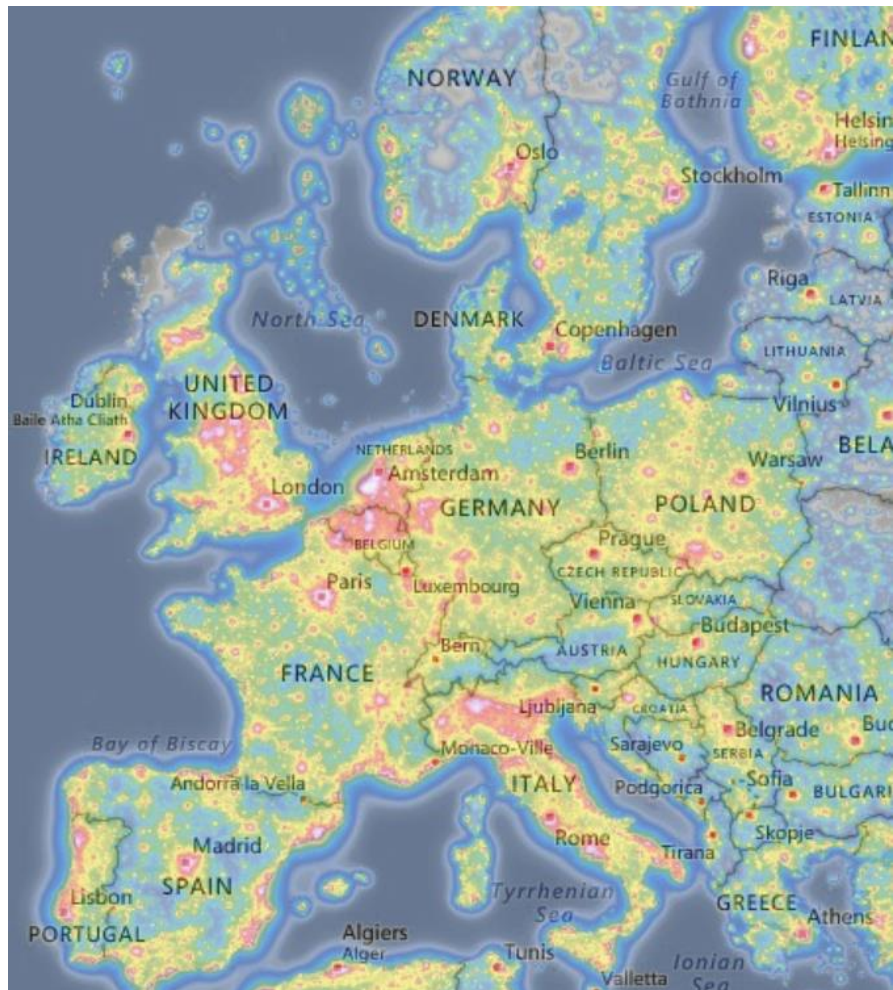 FINLAN
NORWAY
Gulf of
Bothnia
Helsin
Helsing
Oslo
Stockholm
Tallinn
ESTONIA
Riga
LATVIA
North Sea
DENMARK
Copenhagen
Baltic Sea
LITHUANIA
UNITED
KINGDOM
Dublin
Baile Atha Cliath
IRELAND
Vilnius
BELA
NETHERLANDS
Amsterdam
Berlin
Warsaw
London
GERMANY
POLAND
BELGIUM
Prague
CZECH REPUBLIC
Paris
Luxembourg
Vienna
SLOVAKIA
Budapest
Bern
AUSTRIA
HUNGARY
FRANCE
ROMANIA
Ljubljana
CROATIA
Bay of Biscay
Monaco-Ville
Sarajevo
Belgrade
Buc
SERBIA
Andorra la Vella
ITALY
Podgorica
Sofia
BULGARI
Skopje
Madrid
Rome
Tirana
SPAIN
Lisbon
Tyrrhenian
Sea
GREECE
Athens
PORTUGAL
Algiers
Alger
Tunis
Valletta
Ionian
Sea